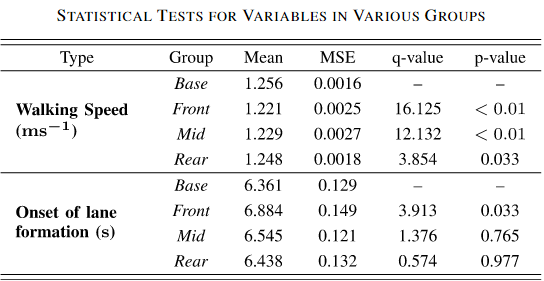 STATISTICAL TESTS FOR VARIABLES IN VARIOUS GROUPS
Type Group Mean MSE q-value p-value
Walking Speed (ms⁻¹)
Base 1.256 0.0016 – –
Front 1.221 0.0025 16.125 < 0.01
Mid 1.229 0.0027 12.132 < 0.01
Rear 1.248 0.0018 3.854 0.033
Onset of lane formation (s)
Base 6.361 0.129 – –
Front 6.884 0.149 3.913 0.033
Mid 6.545 0.121 1.376 0.765
Rear 6.438 0.132 0.574 0.977